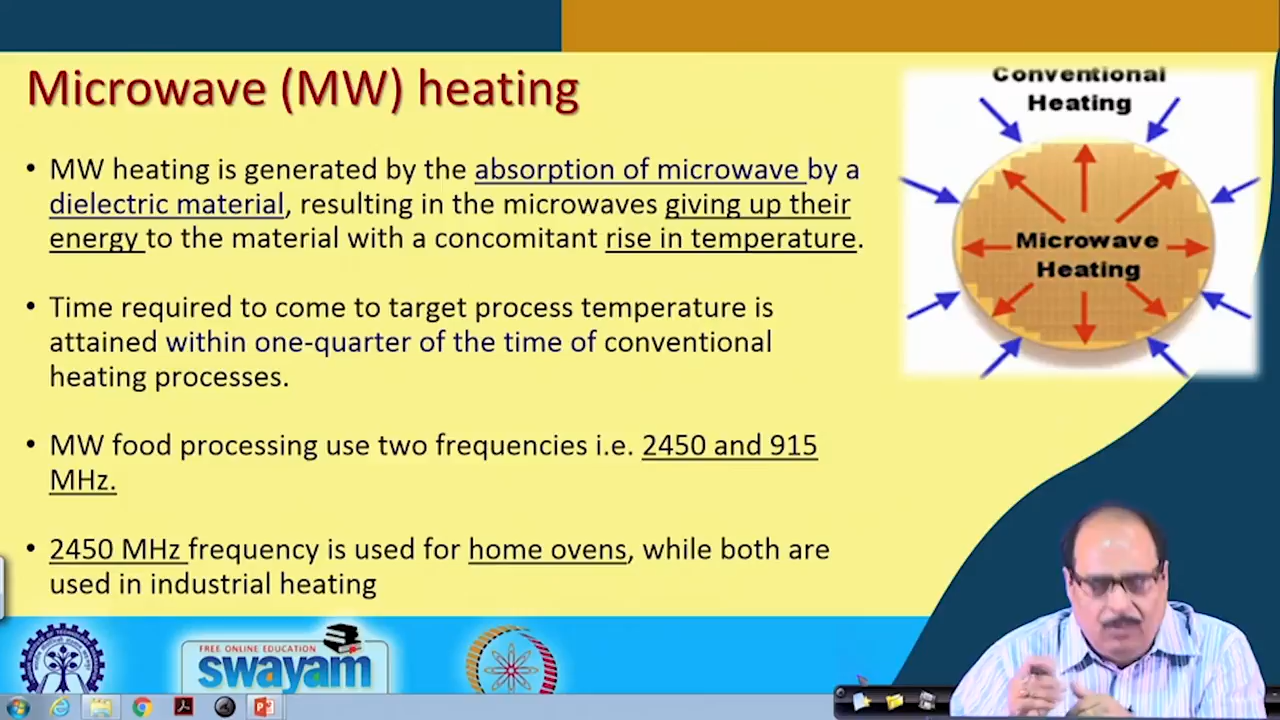 Microwave (MW) heating
• MW heating is generated by the absorption of microwave by a
dielectric material, resulting in the microwaves giving up their
energy to the material with a concomitant rise in temperature.
• Time required to come to target process temperature is
attained within one-quarter of the time of conventional
heating processes.
• MW food processing use two frequencies i.e. 2450 and 915
MHz.
• 2450 MHz frequency is used for home ovens, while both are
used in industrial heating
Conventional
Heating
Microwave
Heating
FREE ONLINE EDUCATION
swayam